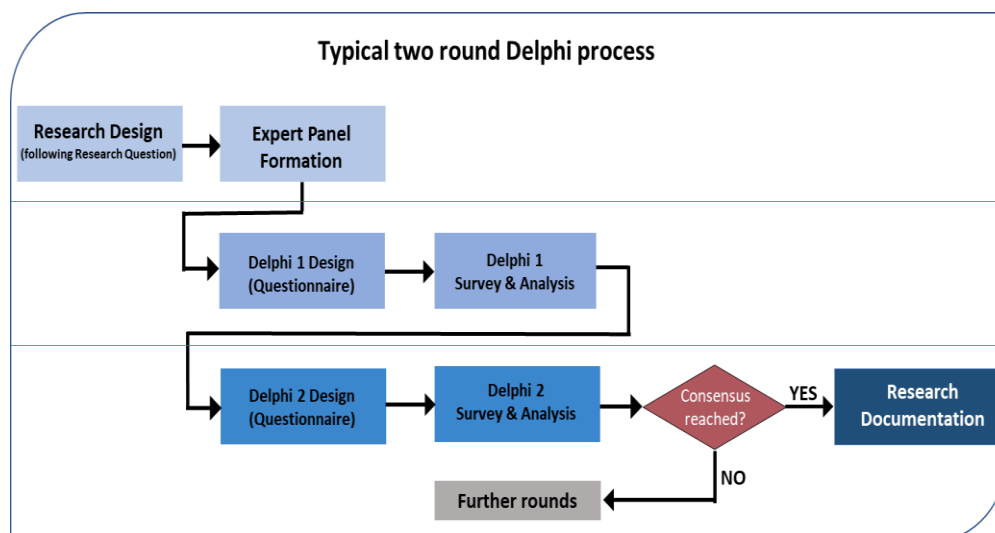 Typical two round Delphi process
Research Design
(following Research Question)
Expert Panel
Formation
Delphi 1 Design
(Questionnaire)
Delphi 1
Survey & Analysis
Delphi 2 Design
(Questionnaire)
Delphi 2
Survey & Analysis
Consensus
reached?
YES
Research
Documentation
NO
Further rounds